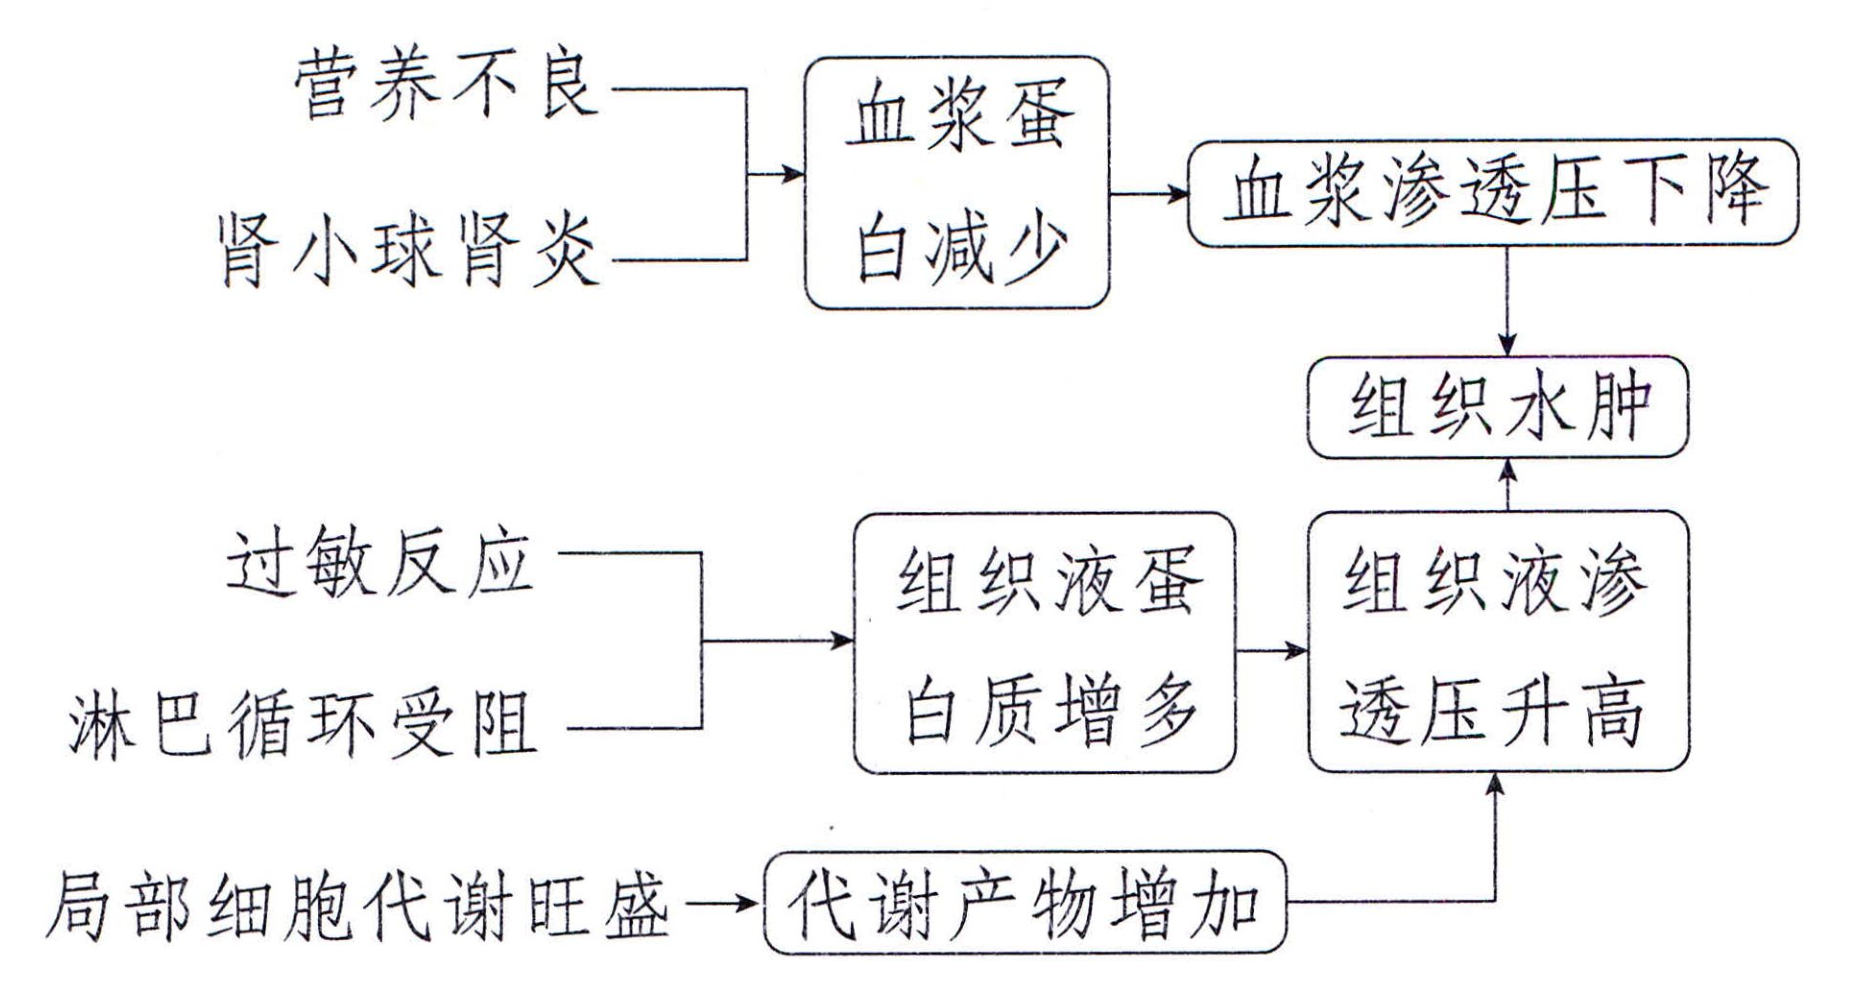 营养不良
肾小球肾炎
血浆蛋
白减少
血浆渗透压下降
组织水肿
过敏反应
淋巴循环受阻
组织液蛋
白质增多
组织液渗
透压升高
局部细胞代谢旺盛
代谢产物增加